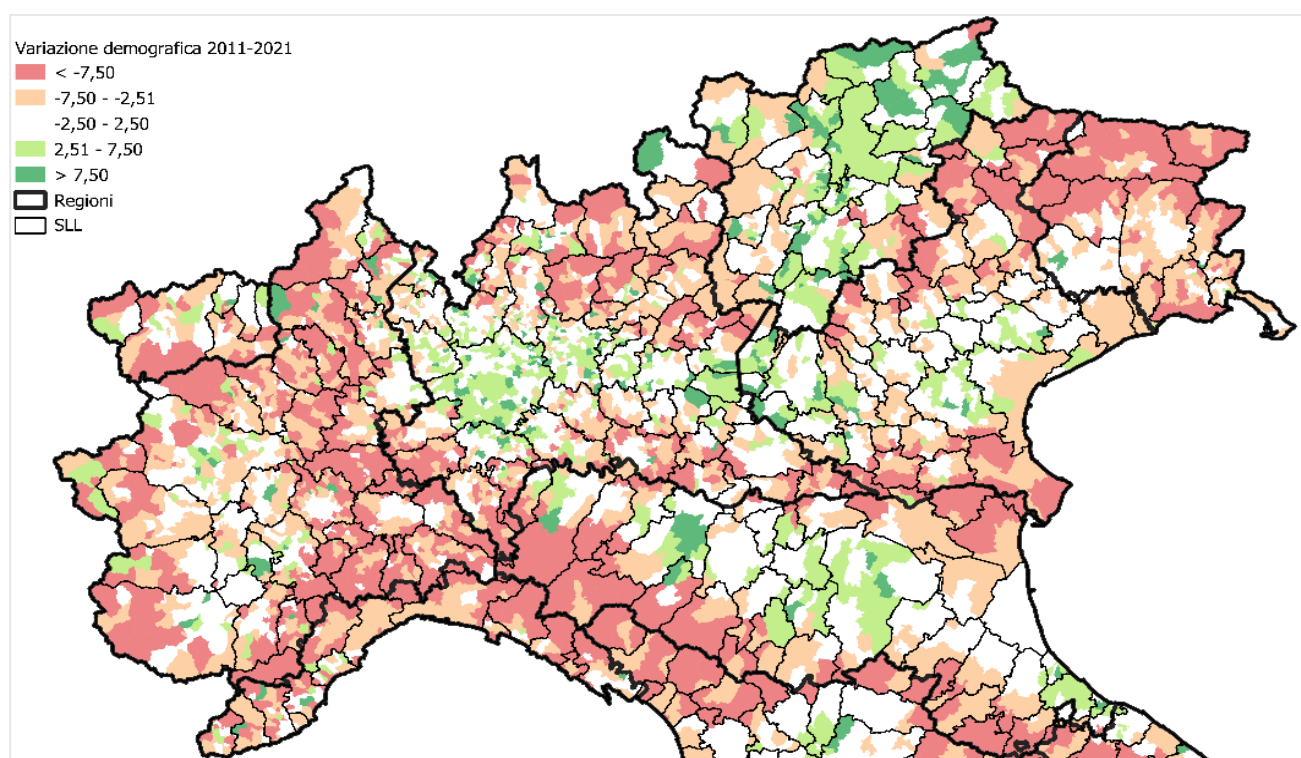 Variazione demografica 2011-2021
< -7,50
-7,50 - -2,51
-2,50 - 2,50
2,51 - 7,50
> 7,50
Regioni
SLL